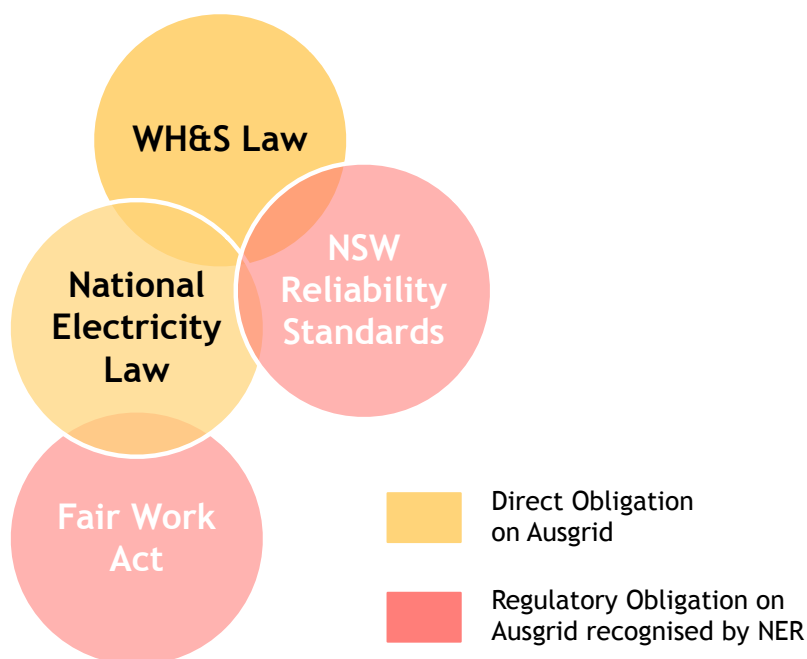 WH&S Law
NSW
Reliability
Standards
National
Electricity
Law
Fair Work
Act
Direct Obligation
on Ausgrid
Regulatory Obligation on
Ausgrid recognised by NER